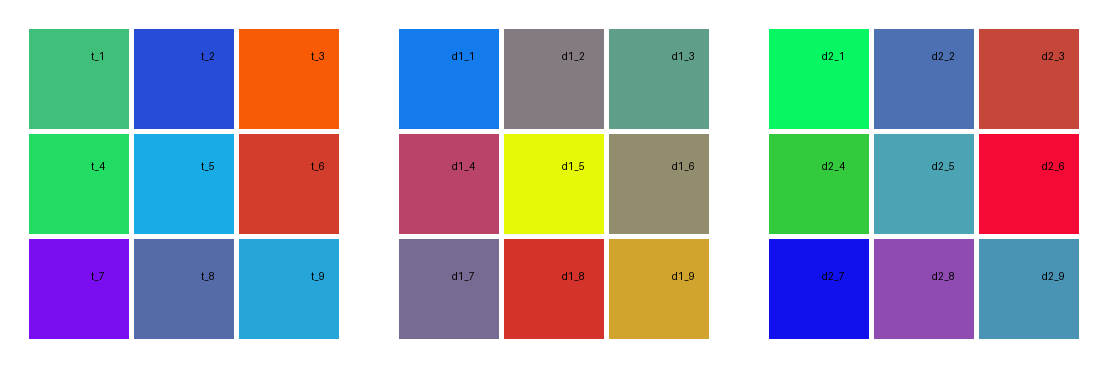 t_1 t_2 t_3 d1_1 d1_2 d1_3 d2_1 d2_2 d2_3
t_4 t_5 t_6 d1_4 d1_5 d1_6 d2_4 d2_5 d2_6
t_7 t_8 t_9 d1_7 d1_8 d1_9 d2_7 d2_8 d2_9